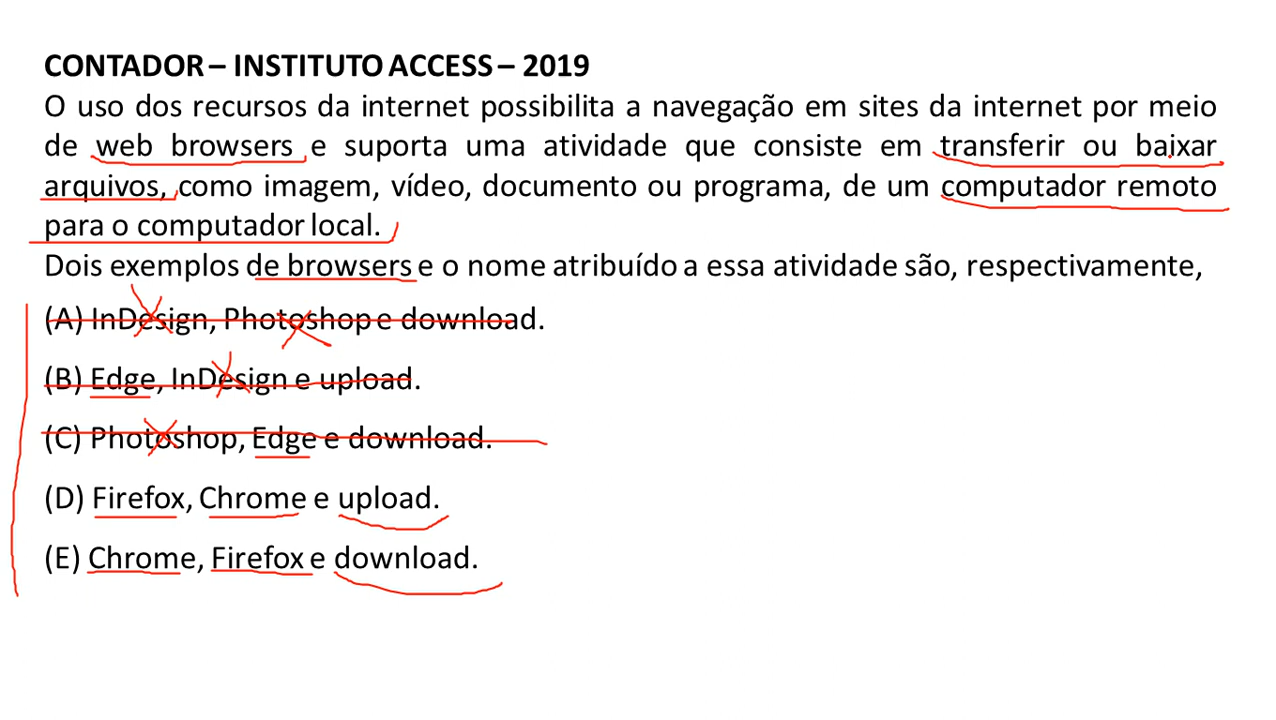 CONTADOR – INSTITUTO ACCESS – 2019
O uso dos recursos da internet possibilita a navegação em sites da internet por meio
de web browsers e suporta uma atividade que consiste em transferir ou baixar
arquivos, como imagem, vídeo, documento ou programa, de um computador remoto
para o computador local.
Dois exemplos de browsers e o nome atribuído a essa atividade são, respectivamente,
(A) InDesign, Photoshop e download.
(B) Edge, InDesign e upload.
(C) Photoshop, Edge e download.
(D) Firefox, Chrome e upload.
(E) Chrome, Firefox e download.